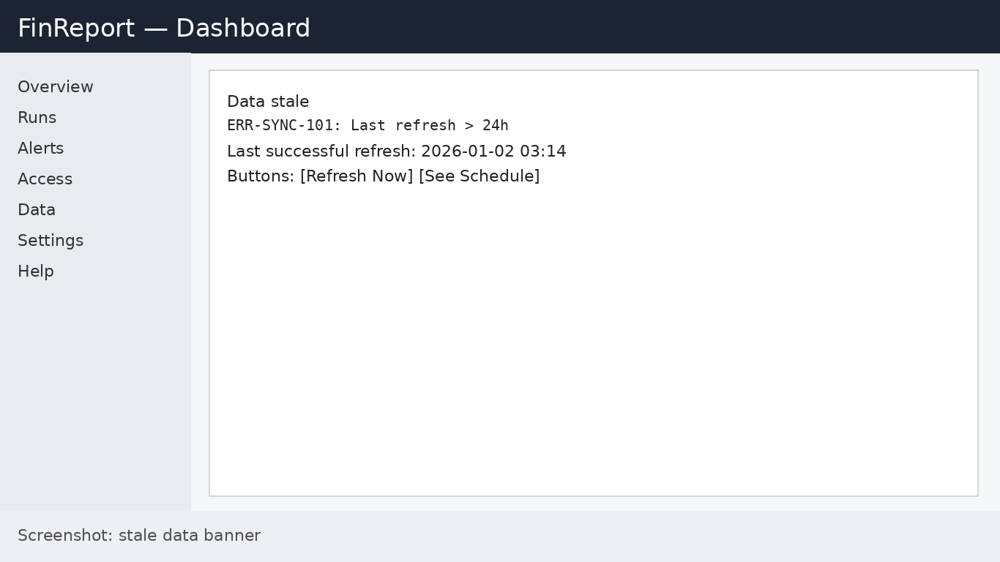 FinReport — Dashboard
Overview
Runs
Alerts
Access
Data
Settings
Help
Data stale
ERR-SYNC-101: Last refresh > 24h
Last successful refresh: 2026-01-02 03:14
Buttons: [Refresh Now] [See Schedule]
Screenshot: stale data banner